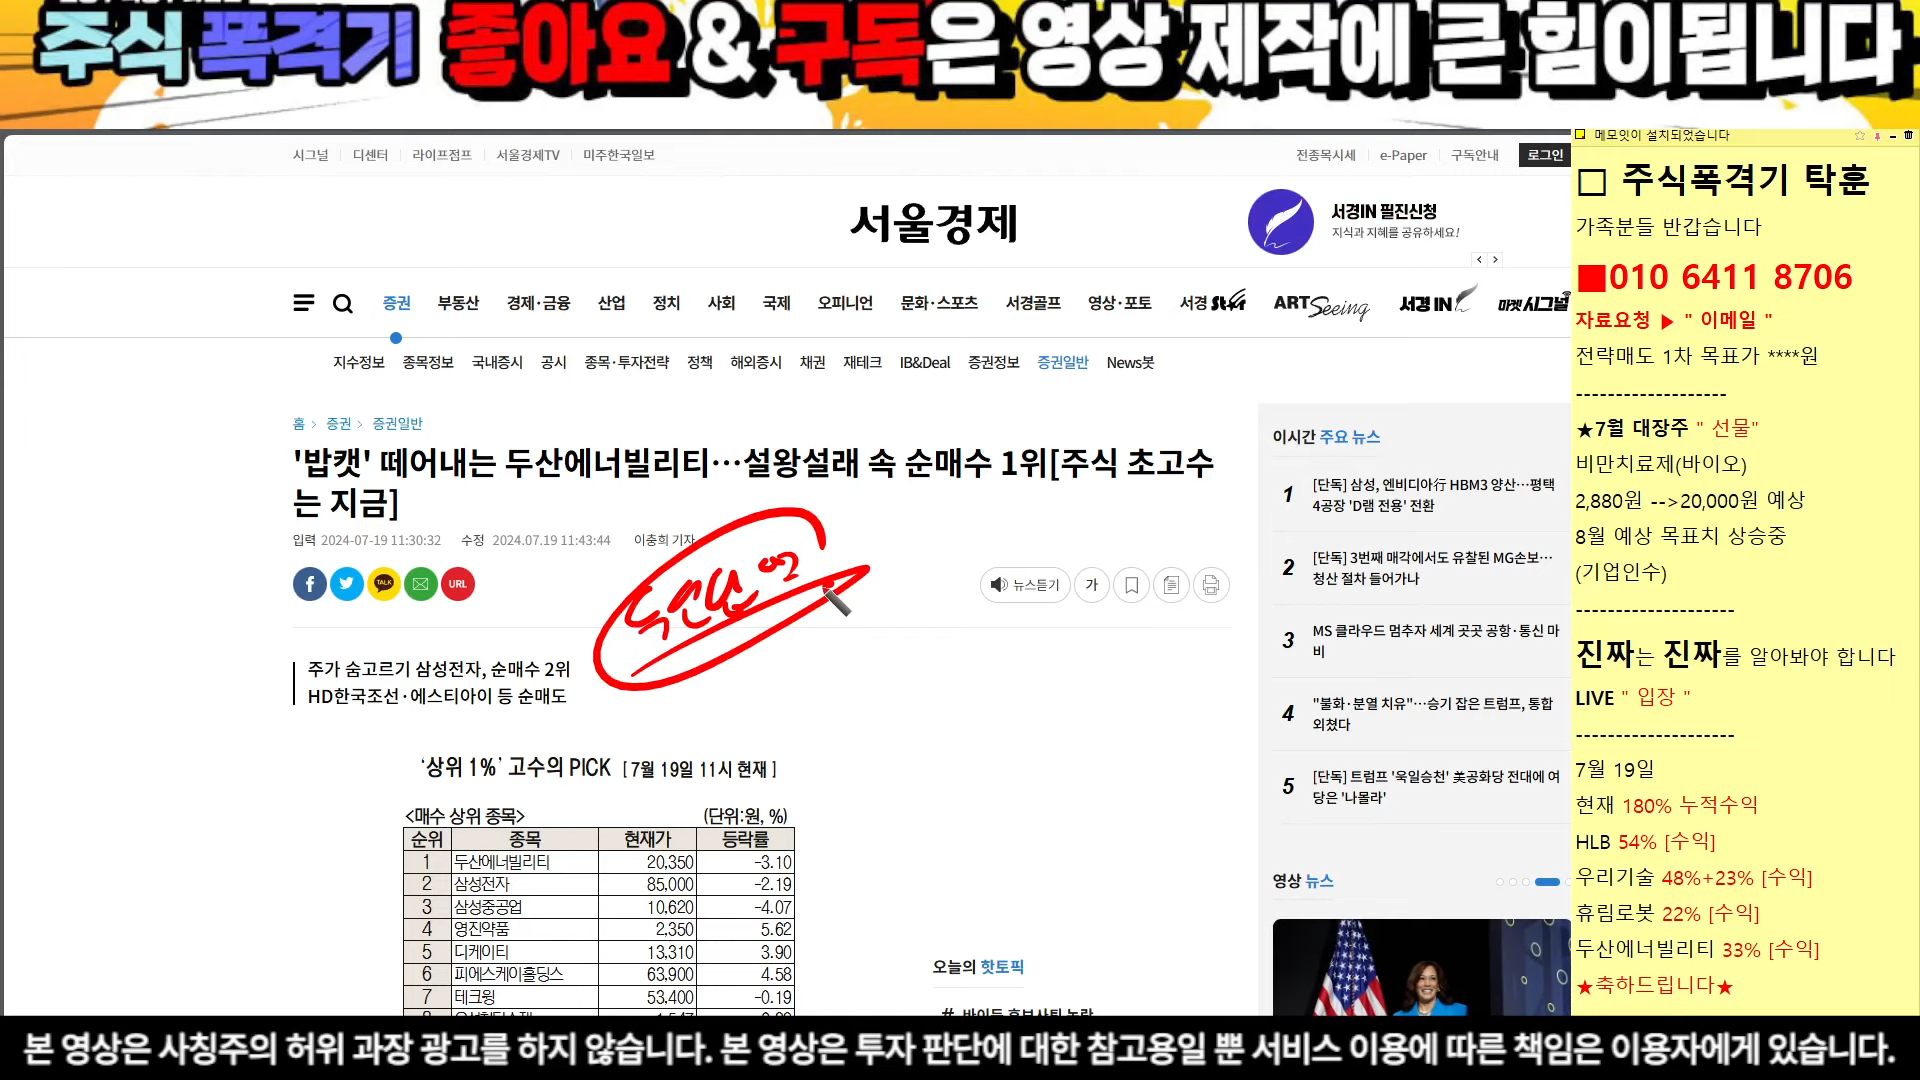 주식 폭격기 좋아요 & 구독은 영상 제작에 큰 힘이됩니다
시그널 디센터 라이프점프 서울경제TV 미주한국일보
전종목시세 e-Paper 구독안내 로그인
서울경제
서경IN 필진신청
지식과 지혜를 공유하세요!
증권 부동산 경제·금융 산업 정치 사회 국제 오피니언 문화·스포츠 서경골프 영상·포토 서경 star ART Seeing 서경 IN 마켓시그널
지수정보 종목정보 국내증시 공시 종목·투자전략 정책 해외증시 채권 재테크 IB&Deal 증권정보 증권일반 News봇
홈 > 증권 > 증권일반
'밥캣' 떼어내는 두산에너빌리티…설왕설래 속 순매수 1위[주식 초고수
는 지금]
입력 2024-07-19 11:30:32 수정 2024.07.19 11:43:44 이충희 기자
TALK URL
뉴스듣기 가
주가 숨고르기 삼성전자, 순매수 2위
HD한국조선·에스티아이 등 순매도
'상위 1%' 고수의 PICK [ 7월 19일 11시 현재 ]
<매수 상위 종목> (단위:원, %)
순위 종목 현재가 등락률
1 두산에너빌리티 20,350 -3.10
2 삼성전자 85,000 -2.19
3 삼성중공업 10,620 -4.07
4 영진약품 2,350 5.62
5 디케이티 13,310 3.90
6 피에스케이홀딩스 63,900 4.58
7 테크윙 53,400 -0.19
오늘의 핫토픽
이시간 주요 뉴스
1 [단독] 삼성, 엔비디아行 HBM3 양산…평택
4공장 'D램 전용' 전환
2 [단독] 3번째 매각에서도 유찰된 MG손보…
청산 절차 들어가나
3 MS 클라우드 멈추자 세계 곳곳 공항·통신 마
비
4 "불화·분열 치유"…승기 잡은 트럼프, 통합
외쳤다
5 [단독] 트럼프 '욱일승천' 美공화당 전대에 여
당은 '나몰라'
영상 뉴스
메모잇이 설치되었습니다
□ 주식폭격기 탁훈
가족분들 반갑습니다
■010 6411 8706
자료요청 ▶ " 이메일 "
전략매도 1차 목표가 ****원
-------------------
★7월 대장주 " 선물"
비만치료제(바이오)
2,880원 -->20,000원 예상
8월 예상 목표치 상승중
(기업인수)
--------------------
진짜는 진짜를 알아봐야 합니다
LIVE " 입장 "
--------------------
7월 19일
현재 180% 누적수익
HLB 54% [수익]
우리기술 48%+23% [수익]
휴림로봇 22% [수익]
두산에너빌리티 33% [수익]
★축하드립니다★
본 영상은 사칭주의 허위 과장 광고를 하지 않습니다. 본 영상은 투자 판단에 대한 참고용일 뿐 서비스 이용에 따른 책임은 이용자에게 있습니다.